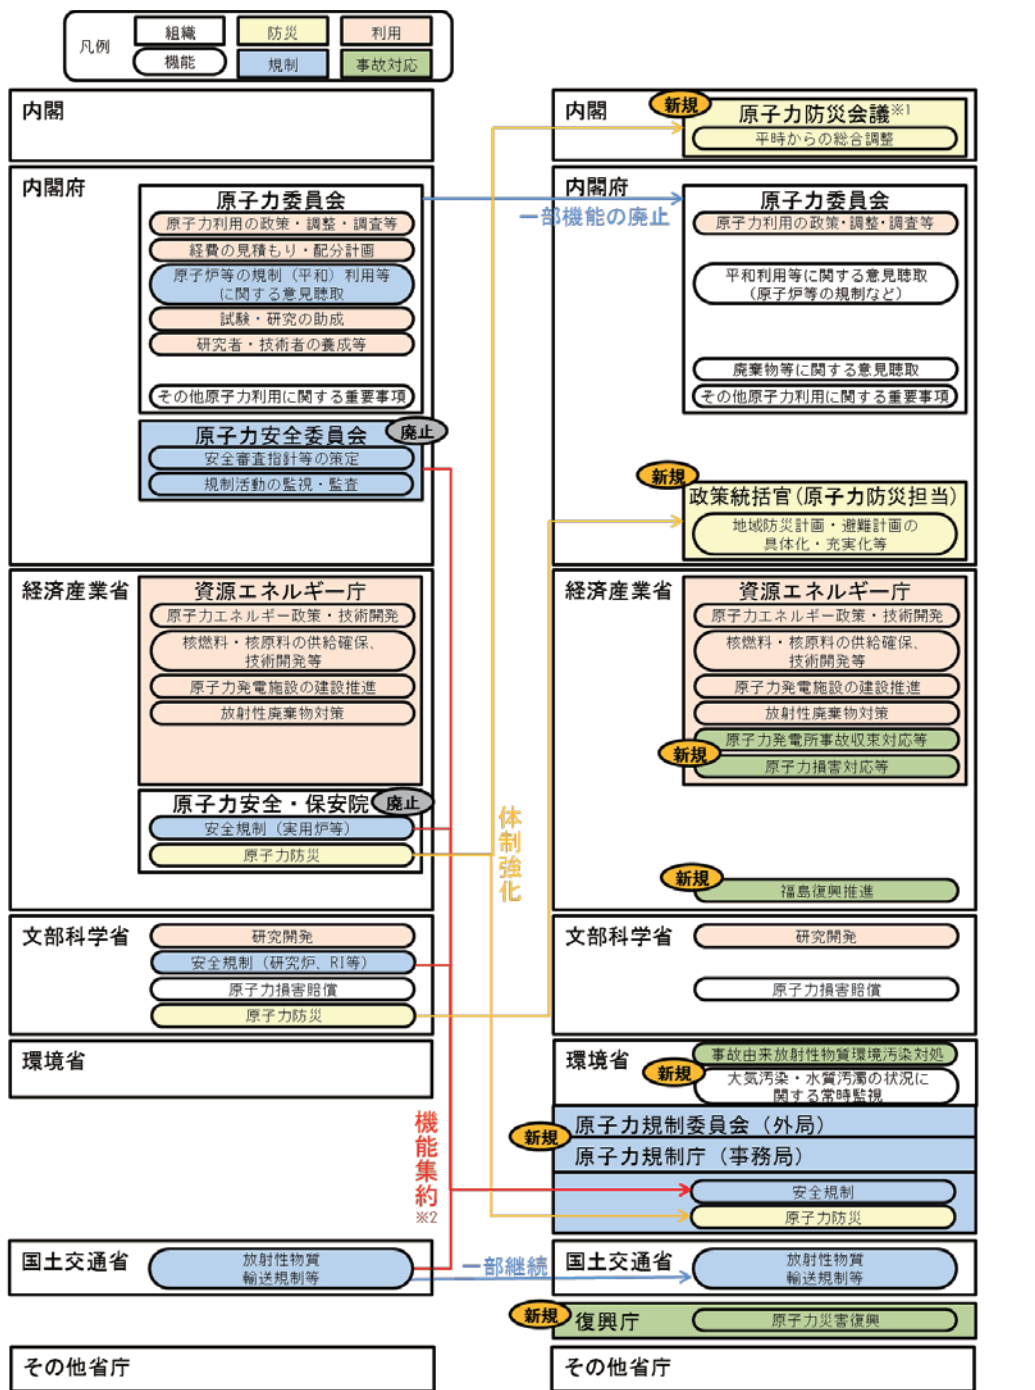 凡例
組織
防災
利用
機能
規制
事故対応
内閣
内閣府
原子力委員会
原子力利用の政策・調整・調査等
経費の見積もり・配分計画
原子炉等の規制（平和）利用等
に関する意見聴取
試験・研究の助成
研究者・技術者の養成等
その他原子力利用に関する重要事項
原子力安全委員会
廃止
安全審査指針等の策定
規制活動の監視・監査
経済産業省
資源エネルギー庁
原子力エネルギー政策・技術開発
核燃料・核原料の供給確保、
技術開発等
原子力発電施設の建設推進
放射性廃棄物対策
原子力安全・保安院
廃止
安全規制（実用炉等）
原子力防災
文部科学省
研究開発
安全規制（研究炉、RI等）
原子力損害賠償
原子力防災
環境省
国土交通省
放射性物質
輸送規制等
その他省庁
一部機能の廃止
体制強化
機能集約
※2
一部継続
内閣
新規
原子力防災会議※1
平時からの総合調整
内閣府
原子力委員会
原子力利用の政策・調整・調査等
平和利用等に関する意見聴取
（原子炉等の規制など）
廃棄物等に関する意見聴取
その他原子力利用に関する重要事項
新規
政策統括官（原子力防災担当）
地域防災計画・避難計画の
具体化・充実化等
経済産業省
資源エネルギー庁
原子力エネルギー政策・技術開発
核燃料・核原料の供給確保、
技術開発等
原子力発電施設の建設推進
放射性廃棄物対策
原子力発電所事故収束対応等
新規
原子力損害対応等
新規
福島復興推進
文部科学省
研究開発
原子力損害賠償
環境省
事故由来放射性物質環境汚染対処
新規
大気汚染・水質汚濁の状況に
関する常時監視
原子力規制委員会（外局）
新規
原子力規制庁（事務局）
安全規制
原子力防災
国土交通省
放射性物質
輸送規制等
新規
復興庁
原子力災害復興
その他省庁